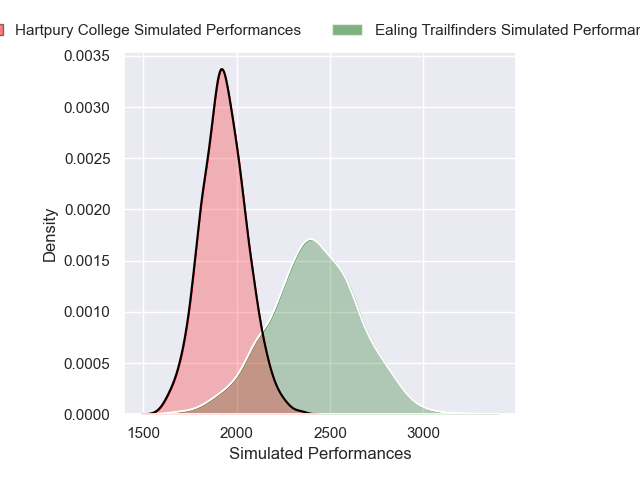 Hartpury College Simulated Performances Ealing Trailfinders Simulated
0.0035
0.0030
0.0025
0.0020
0.0015
0.0010
0.0005
0.0000
Density
1500 2000 2500 3000
Simulated Performances